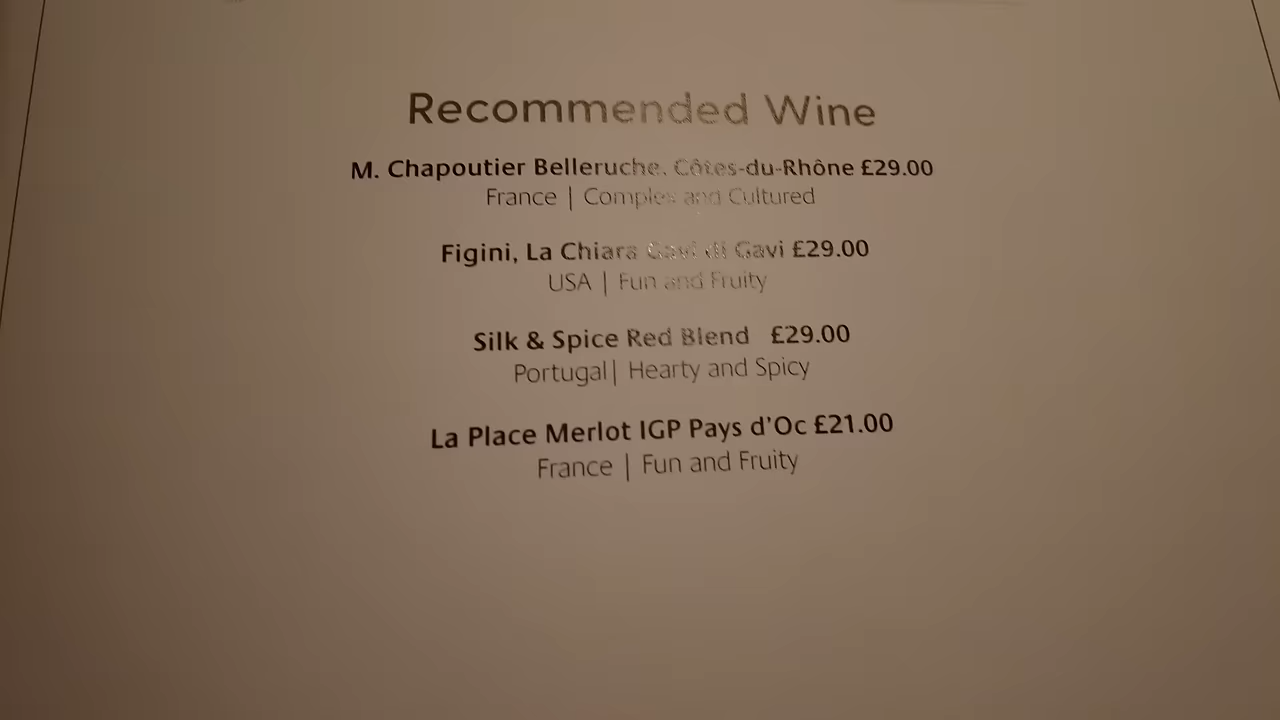 Recommended Wine
M. Chapoutier Belleruche. Côtes-du-Rhône £29.00
France | Complex and Cultured
Figini, La Chiara Gavi di Gavi £29.00
USA | Fun and Fruity
Silk & Spice Red Blend £29.00
Portugal| Hearty and Spicy
La Place Merlot IGP Pays d'Oc £21.00
France | Fun and Fruity